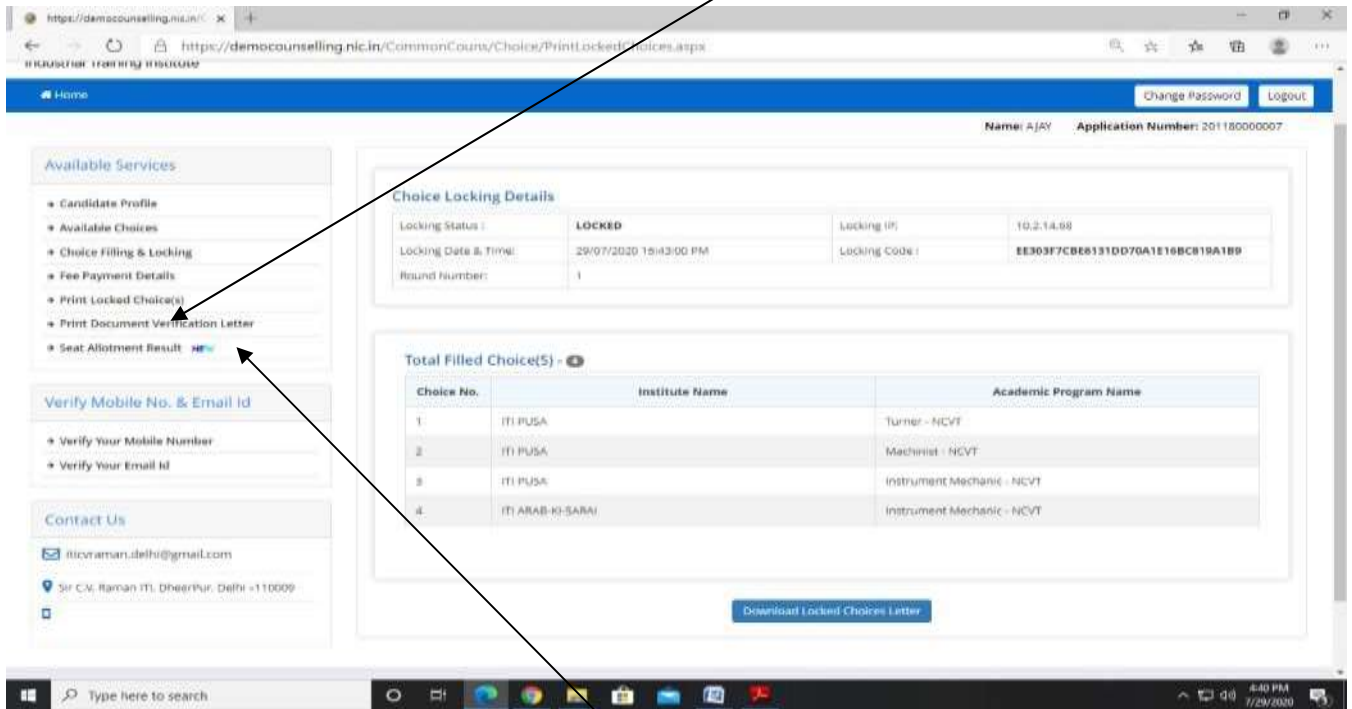 https://democounselling.nic.in/C
https://democounselling.nic.in/CommonCouns/Choice/PrintLockedChoices.aspx
Industrial Training Institute
Home
Change Password Logout
Name: AJAY Application Number: 201180000007
Available Services
Candidate Profile
Available Choices
Choice Filling & Locking
Fee Payment Details
Print Locked Choice(s)
Print Document Verification Letter
Seat Allotment Result NEW
Verify Mobile No. & Email Id
Verify Your Mobile Number
Verify Your Email Id
Contact Us
iticvraman.delhi@gmail.com
Sir C.V. Raman ITI, Dheerpur, Delhi -110009
Choice Locking Details
Locking Status : LOCKED Locking IP: 10.2.14.68
Locking Date & Time: 29/07/2020 16:43:00 PM Locking Code : EE303F7CBE6131DD70A1E16BC819A1B9
Round Number: 1
Total Filled Choice(S) - 4
Choice No. Institute Name Academic Program Name
1 ITI PUSA Turner - NCVT
2 ITI PUSA Machinist - NCVT
3 ITI PUSA Instrument Mechanic - NCVT
4 ITI ARAB-KI-SARAI Instrument Mechanic - NCVT
Download Locked Choices Letter
Type here to search
4:40 PM
7/29/2020